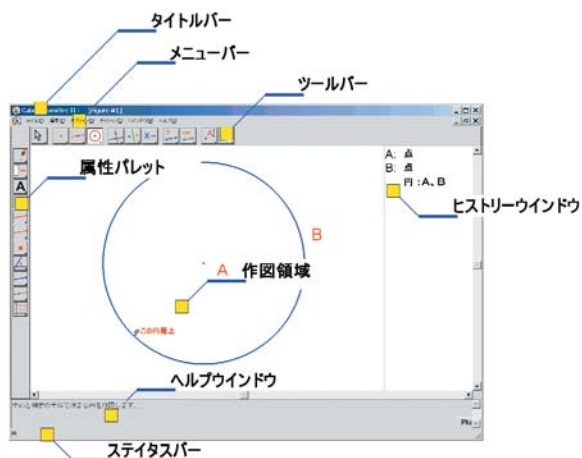 タイトルバー
メニューバー
ツールバー
[Figure #1]
A
属性パレット
A: 点
B: 点
円 :A、B
ヒストリーウインドウ
B
A
作図領域
この円周上
ヘルプウインドウ
ステイタスバー